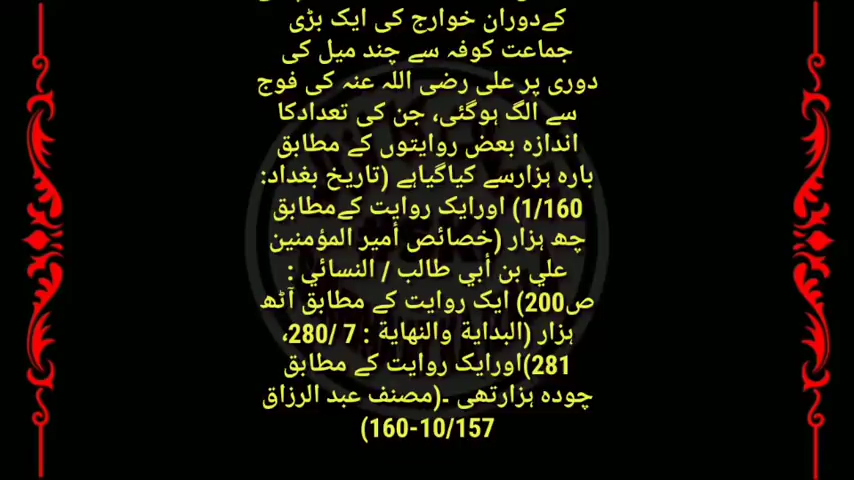 کےدوران خوارج کی ایک بڑی
جماعت کوفہ سے چند میل کی
دوری پر علی رضی اللہ عنہ کی فوج
سے الگ ہوگئی، جن کی تعدادکا
اندازہ بعض روایتوں کے مطابق
بارہ ہزارسے کیاگیاہے (تاریخ بغداد:
1/160) اورایک روایت کےمطابق
چھ ہزار (خصائص أمير المؤمنين
علي بن أبي طالب / النسائي :
ص200) ایک روایت کے مطابق آٹھ
ہزار (البداية والنهاية : 7 /280،
281)اورایک روایت کے مطابق
چودہ ہزارتھی ۔(مصنف عبد الرزاق
10/157-160)